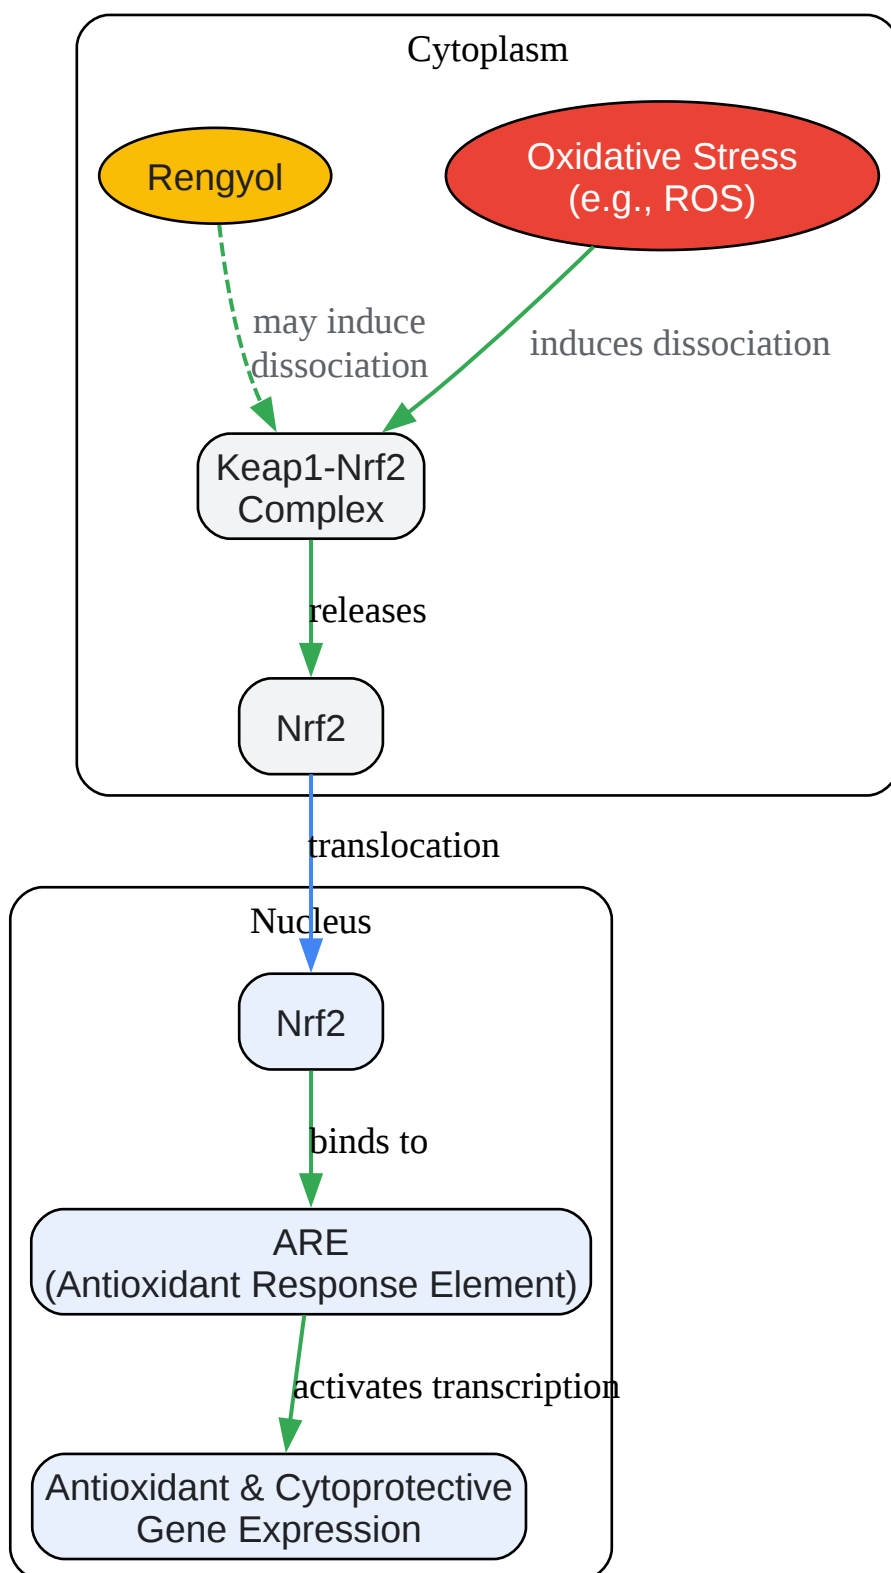 Cytoplasm
Rengyol
Oxidative Stress
(e.g., ROS)
may induce
dissociation
induces dissociation
Keap1-Nrf2
Complex
releases
Nrf2
translocation
Nucleus
Nrf2
binds to
ARE
(Antioxidant Response Element)
activates transcription
Antioxidant & Cytoprotective
Gene Expression